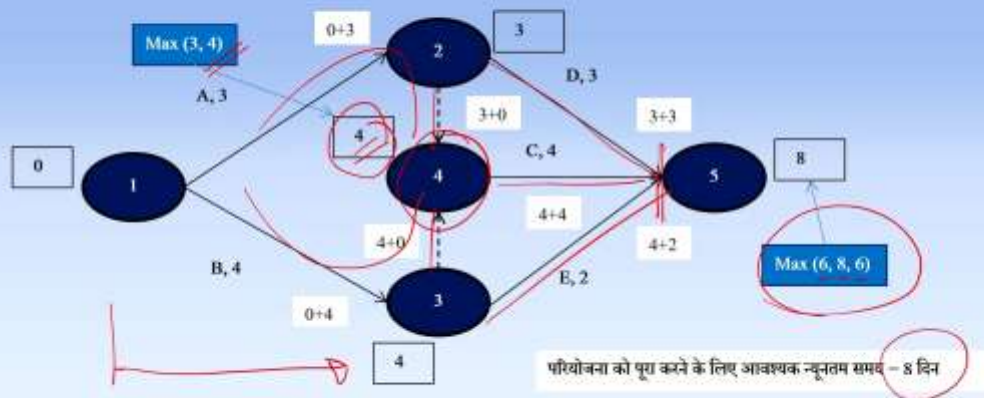 0+3
2
3
Max (3, 4)
A, 3
D, 3
3+0
3+3
4
C, 4
0
1
4
5
8
4+0
4+4
4+2
B, 4
E, 2
Max (6, 8, 6)
3
0+4
4
परियोजना को पूरा करने के लिए आवश्यक न्यूनतम समय = 8 दिन